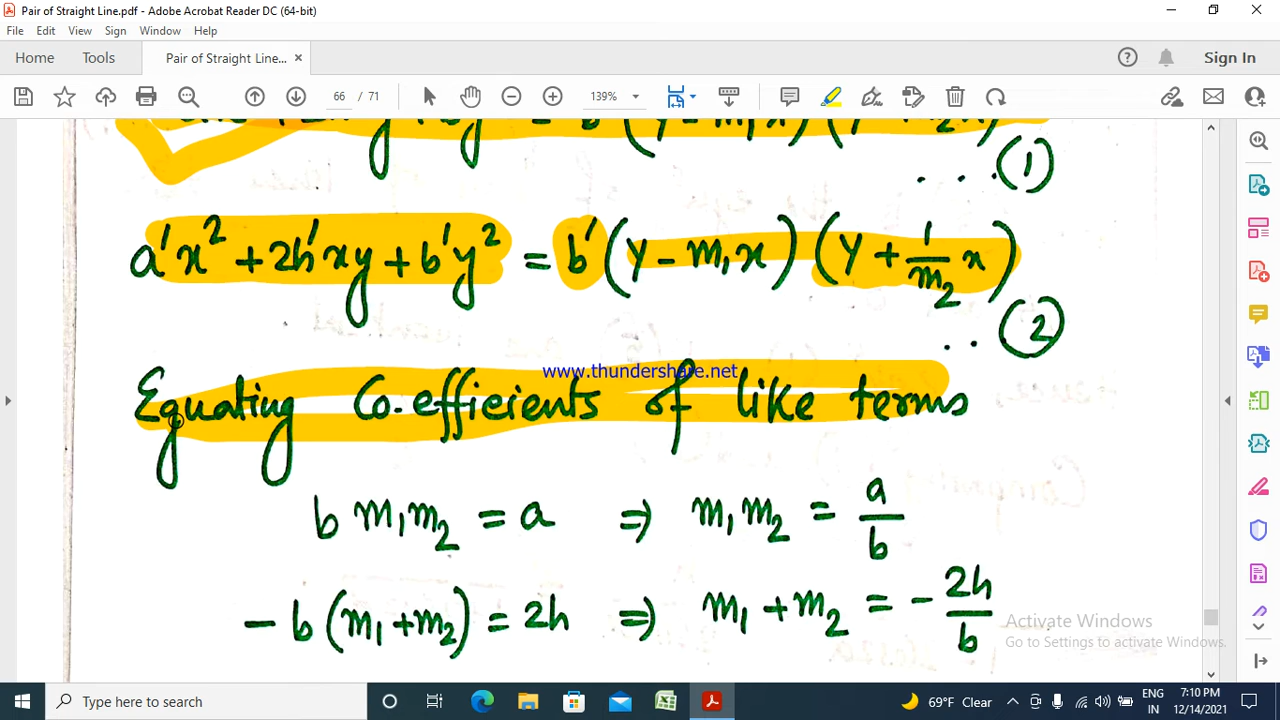 Pair of Straight Line.pdf - Adobe Acrobat Reader DC (64-bit)
File Edit View Sign Window Help
Home Tools Pair of Straight Line... × Sign In
66 / 71 139%
... (1)
a'x² + 2h'xy + b'y² = b' (y - m₁x) (y + 1/m₂ x)
.. (2)
www.thundershare.net
Equating Co-efficients of like terms
b m₁m₂ = a ⇒ m₁m₂ = a/b
- b (m₁ + m₂) = 2h ⇒ m₁ + m₂ = - 2h/b
Activate Windows
Go to Settings to activate Windows.
Type here to search
69°F Clear
ENG
IN
7:10 PM
12/14/2021